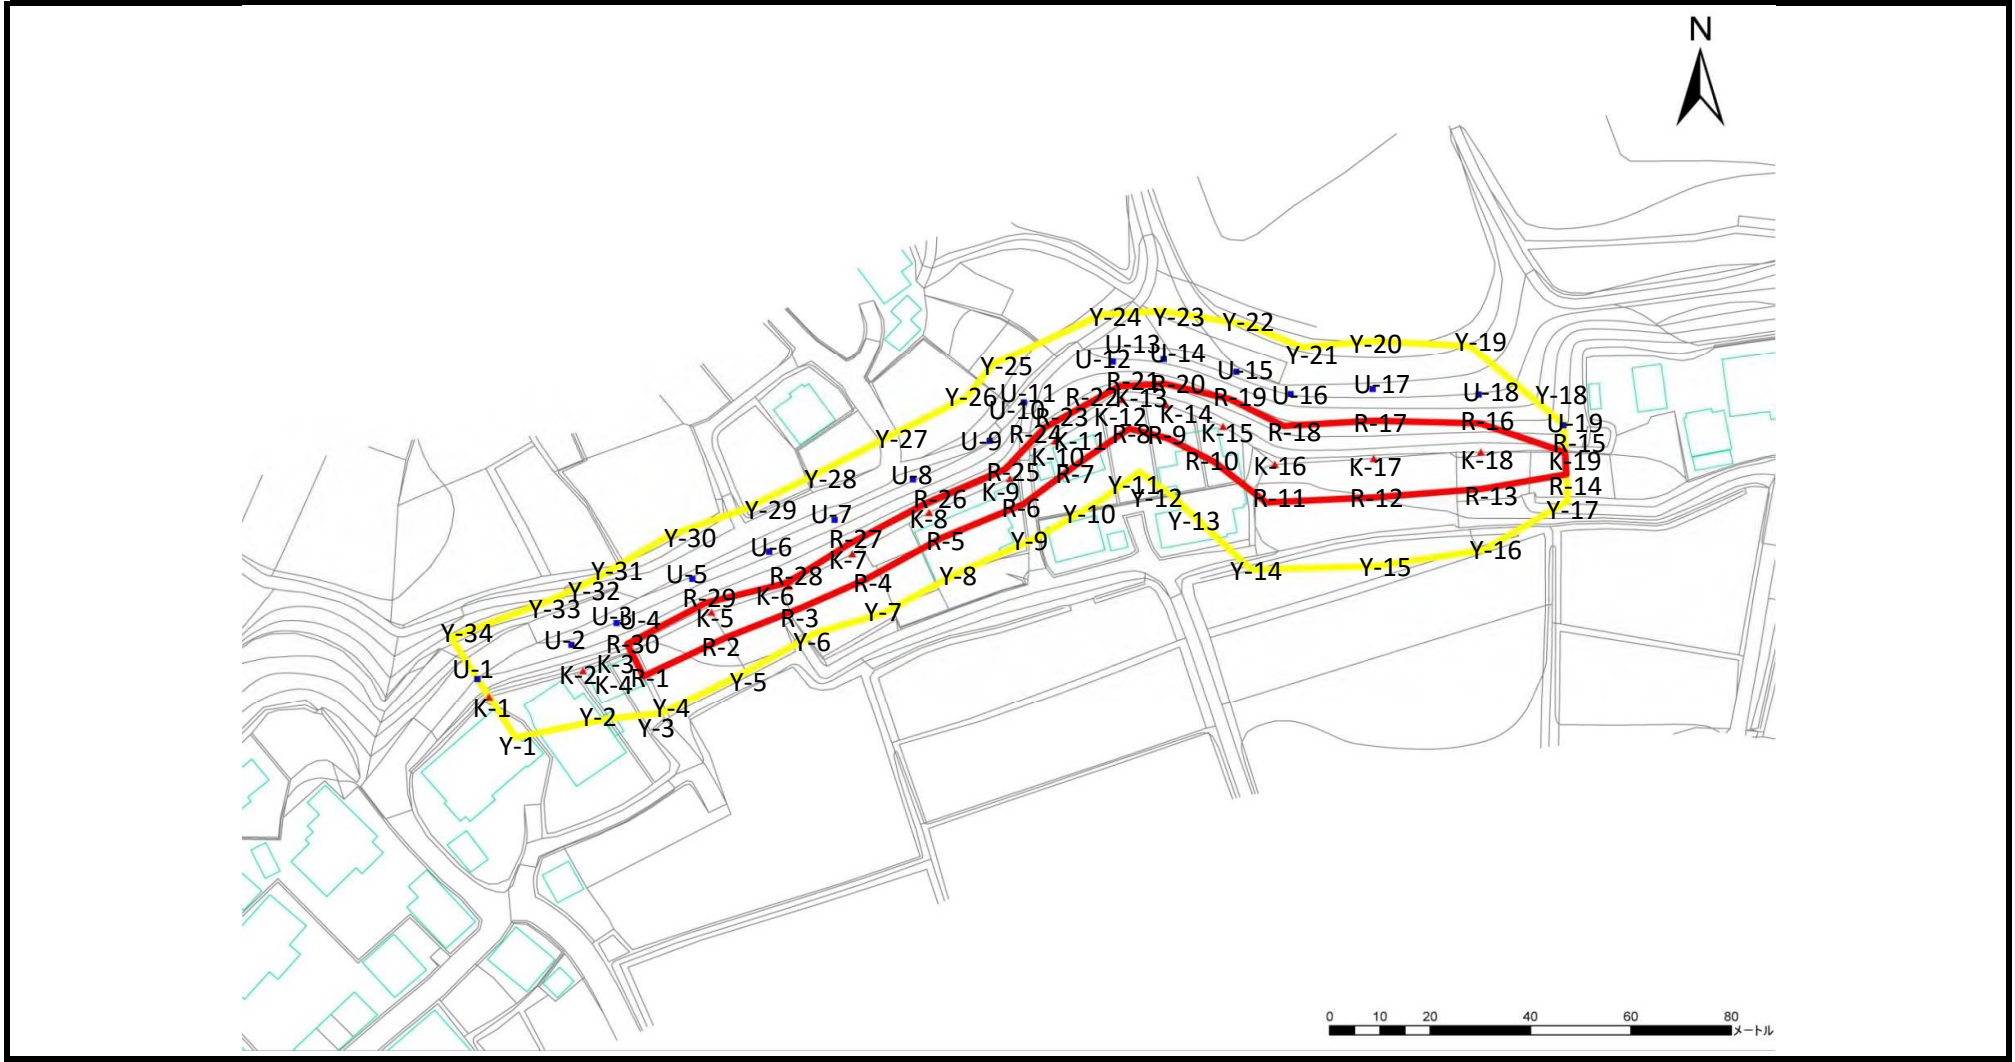 N
Y-24 Y-23 Y-22
Y-21 Y-20 Y-19
U-13
U-12 U-14
Y-25
U-15
R-21 R-20
U-17
Y-26 U-11 R-22 K-13 R-19 U-16 U-18 Y-18
U-10 R-23 K-12 K-14
R-17 R-16 U-19
Y-27 U-9 R-24 K-11 R-8 R-9 K-15 R-18 R-15
K-10 R-10 K-16 K-17 K-18 K-19
Y-28 U-8 R-25 R-7
K-9 Y-11 R-14
R-26 Y-12 R-11 R-12 R-13
Y-29 U-7 K-8 R-6 Y-10 Y-13 Y-17
Y-30 U-6 R-27 R-5 Y-9 Y-16
K-7
Y-31 U-5 R-28 R-4 Y-8 Y-14 Y-15
Y-32 R-29 K-6
Y-33 U-3 U-4 K-5 R-3 Y-7
Y-34 U-2 R-30 R-2 Y-6
U-1 K-2 K-3
K-4 R-1 Y-5
K-1 Y-2 Y-4
Y-3
Y-1
0 10 20 40 60 80
メートル